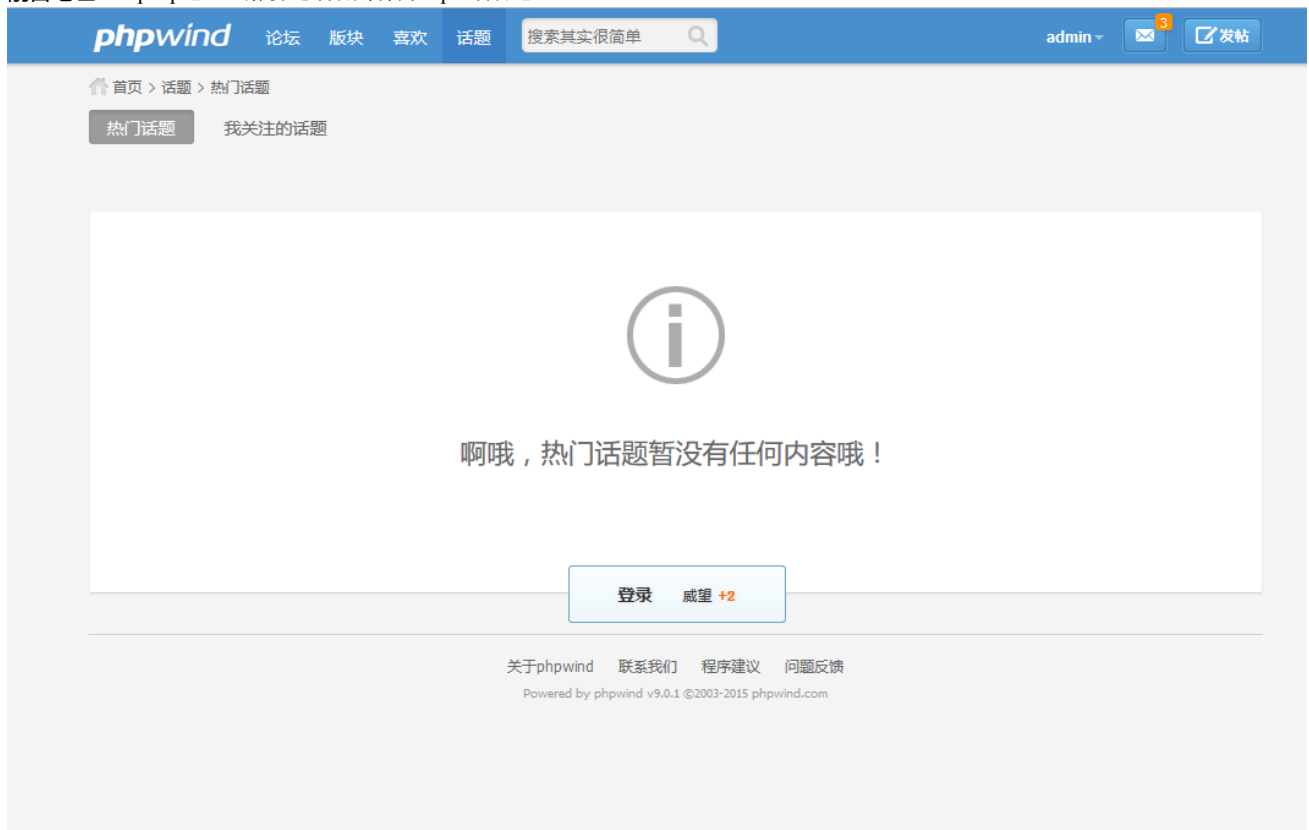 phpwind 论坛 版块 喜欢 话题 搜索其实很简单 admin 3 发帖
首页 > 话题 > 热门话题
热门话题 我关注的话题
啊哦，热门话题暂没有任何内容哦！
登录 威望 +2
关于phpwind 联系我们 程序建议 问题反馈
Powered by phpwind v9.0.1 ©2003-2015 phpwind.com